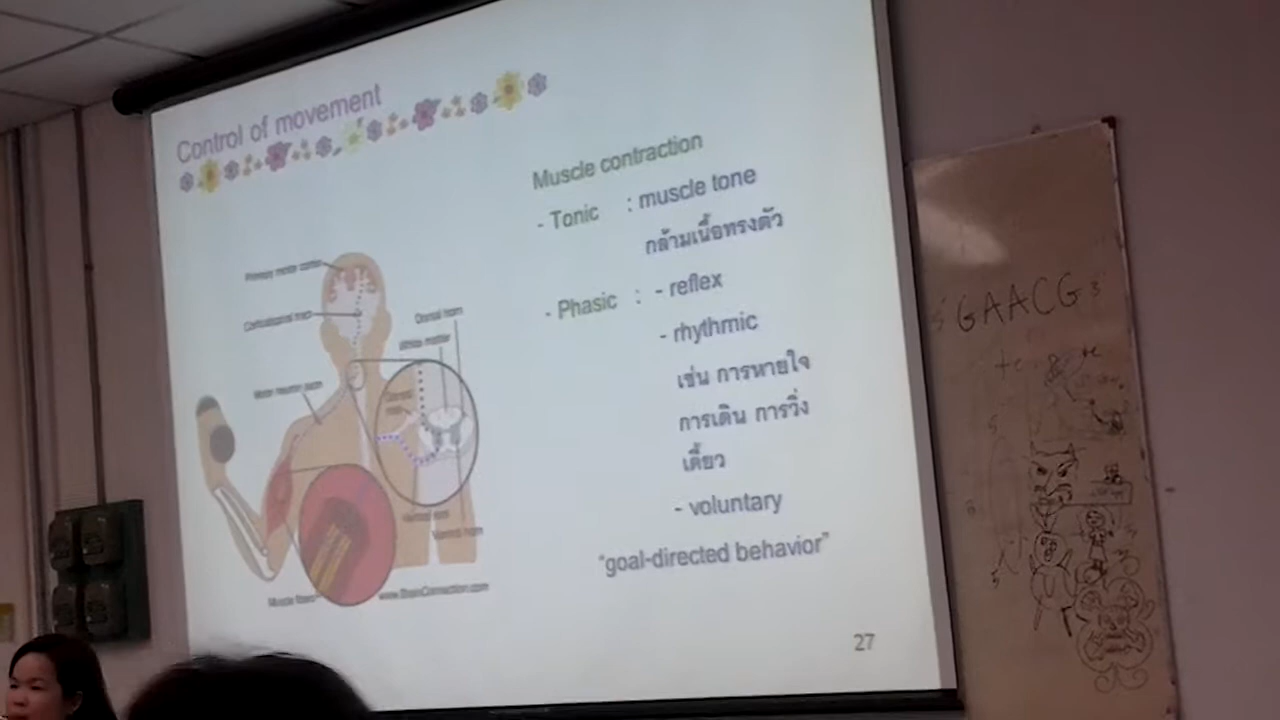 Control of movement
Muscle contraction
- Tonic : muscle tone
กล้ามเนื้อทรงตัว
- Phasic : - reflex
- rhythmic
เช่น การหายใจ
การเดิน การวิ่ง
เคี้ยว
- voluntary
"goal-directed behavior"
27
Primary motor cortex
Corticospinal tract
Motor neuron axon
Dorsal horn
White matter
Ventral horn
Muscle fibers
www.BrainConnection.com
GAACG 3